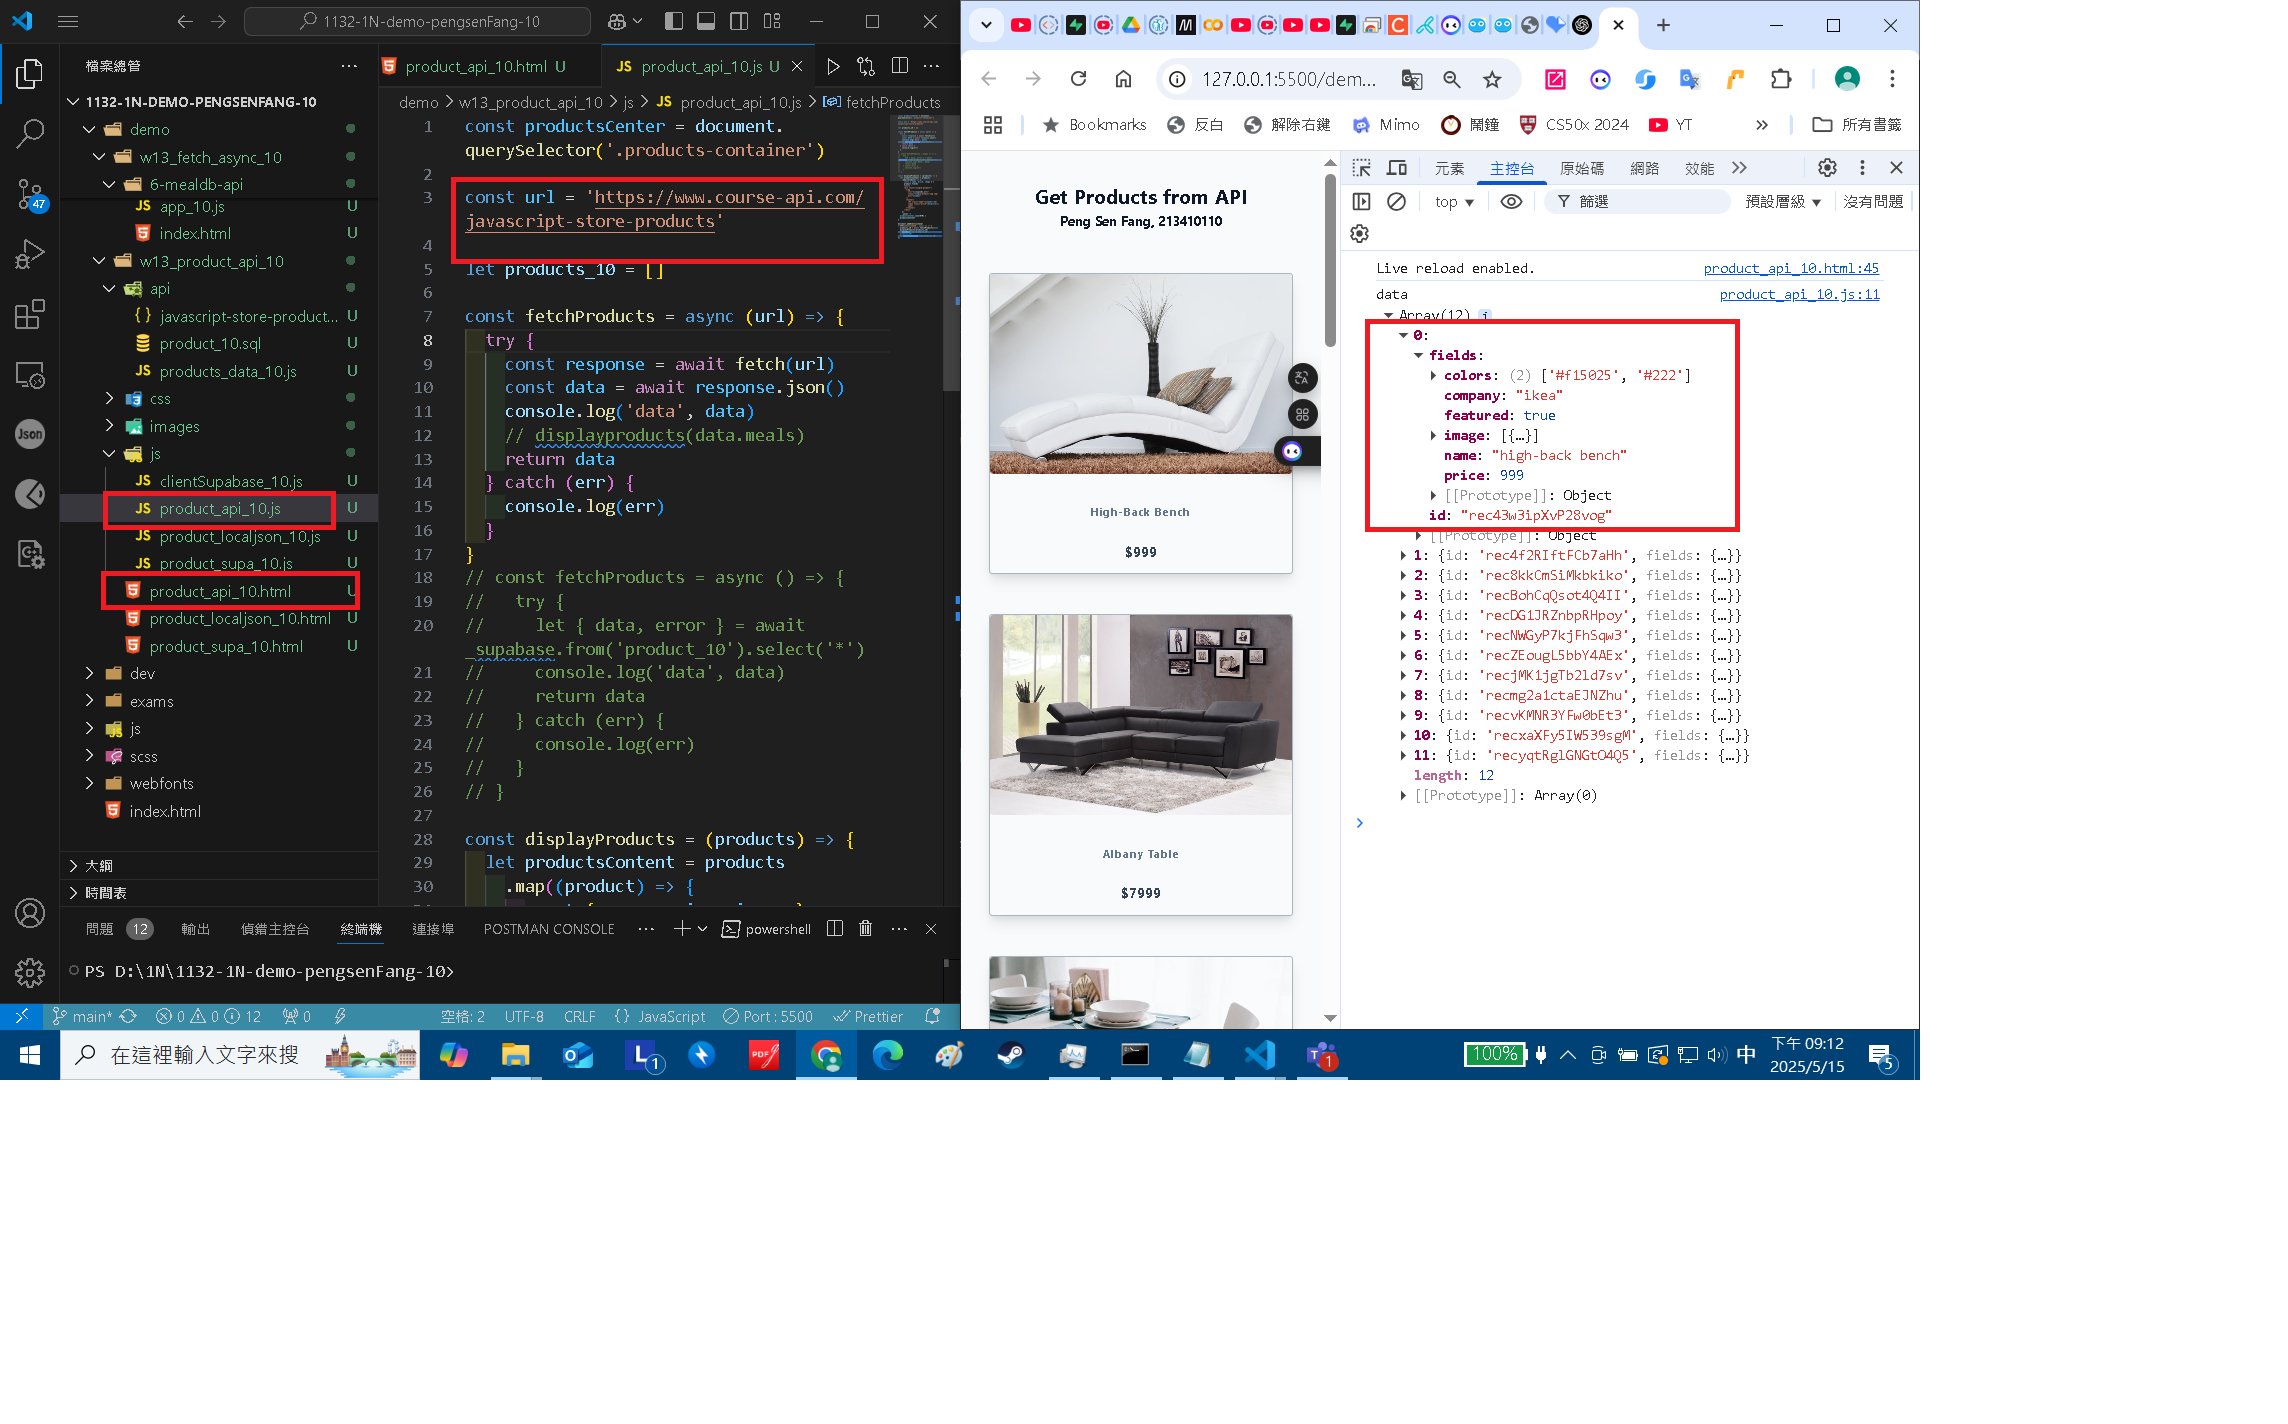 1132-1N-demo-pengsenFang-10
檔案總管
1132-1N-DEMO-PENGSENFANG-10
demo
w13_fetch_async_10
6-mealdb-api
JS app_10.js U
index.html U
w13_product_api_10
api
{} javascript-store-product... U
product_10.sql U
JS products_data_10.js U
css
images
js
JS clientSupabase_10.js U
JS product_api_10.js U
JS product_localjson_10.js U
JS product_supa_10.js U
product_api_10.html U
product_localjson_10.html U
product_supa_10.html U
dev
exams
js
scss
webfonts
index.html
大綱
時間表
47
Json
product_api_10.html U
JS product_api_10.js U
demo > w13_product_api_10 > js > JS product_api_10.js > fetchProducts
1 const productsCenter = document.
querySelector('.products-container')
2
3 const url = 'https://www.course-api.com/
javascript-store-products'
4
5 let products_10 = []
6
7 const fetchProducts = async (url) => {
8 try {
9 const response = await fetch(url)
10 const data = await response.json()
11 console.log('data', data)
12 // displayproducts(data.meals)
13 return data
14 } catch (err) {
15 console.log(err)
16 }
17 }
18 // const fetchProducts = async () => {
19 // try {
20 // let { data, error } = await
_supabase.from('product_10').select('*')
21 // console.log('data', data)
22 // return data
23 // } catch (err) {
24 // console.log(err)
25 // }
26 // }
27
28 const displayProducts = (products) => {
29 let productsContent = products
30 .map((product) => {
問題 12 輸出 偵錯主控台 終端機 連接埠 POSTMAN CONSOLE
powershell
PS D:\1N\1132-1N-demo-pengsenFang-10>
main* 0 0 12 0
空格: 2 UTF-8 CRLF {} JavaScript Port : 5500 Prettier
127.0.0.1:5500/dem...
Bookmarks 反白 解除右鍵 Mimo 鬧鐘 CS50x 2024 YT » 所有書籤
Get Products from API
Peng Sen Fang, 213410110
High-Back Bench
$999
Albany Table
$7999
元素 主控台 原始碼 網路 效能
top 篩選 預設層級 沒有問題
Live reload enabled. product_api_10.html:45
data product_api_10.js:11
Array(12) i
0:
fields:
colors: (2) ['#f15025', '#222']
company: "ikea"
featured: true
image: [{…}]
name: "high-back bench"
price: 999
[[Prototype]]: Object
id: "rec43w3ipXvP28vog"
[[Prototype]]: Object
1: {id: 'rec4f2RIftFCb7aHh', fields: {…}}
2: {id: 'rec8kkCmSiMkbkiko', fields: {…}}
3: {id: 'recBohCqQsot4Q4II', fields: {…}}
4: {id: 'recDG1JRZnbpRHpoy', fields: {…}}
5: {id: 'recNWGyP7kjFhSqw3', fields: {…}}
6: {id: 'recZEougL5bbY4AEx', fields: {…}}
7: {id: 'recjMK1jgTb2ld7sv', fields: {…}}
8: {id: 'recmg2a1ctaEJNZhu', fields: {…}}
9: {id: 'recvKMNR3YFw0bEt3', fields: {…}}
10: {id: 'recxaXFy5IW539sgM', fields: {…}}
11: {id: 'recyqtRglGNGtO4Q5', fields: {…}}
length: 12
[[Prototype]]: Array(0)
在這裡輸入文字來搜
L 1
PDF
1
100%
中
下午 09:12
2025/5/15
5